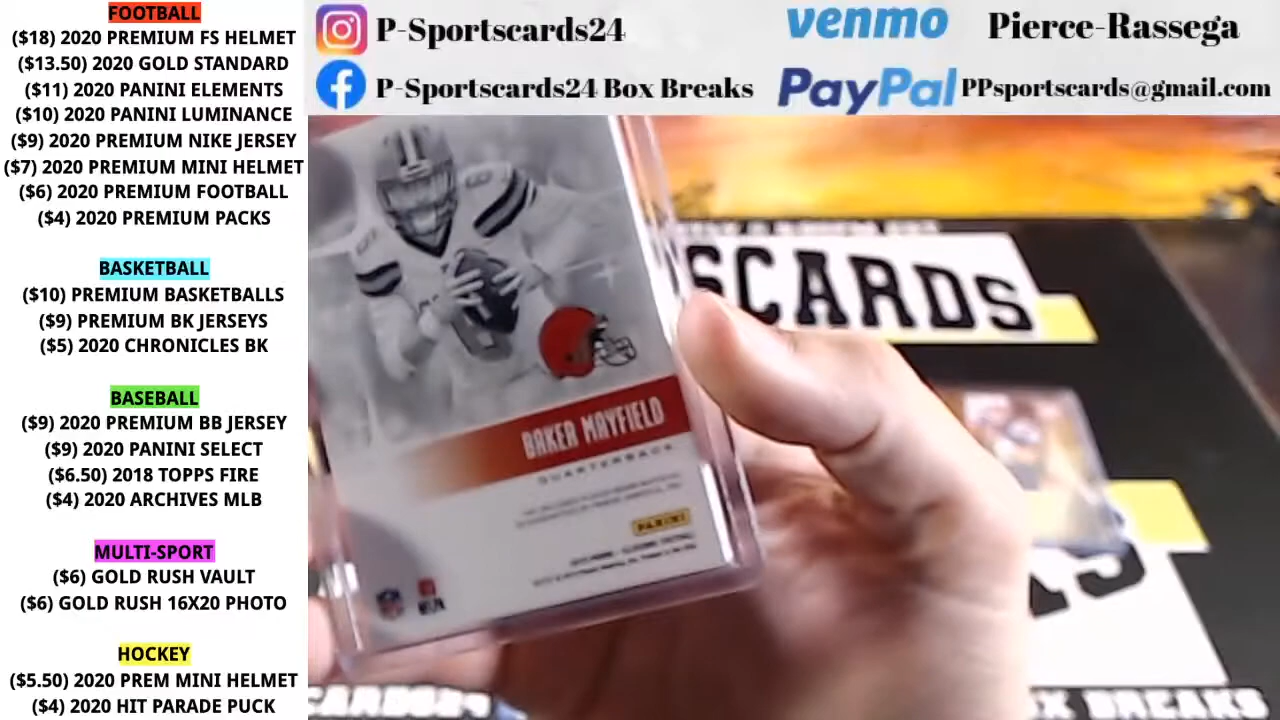 FOOTBALL
($18) 2020 PREMIUM FS HELMET
($13.50) 2020 GOLD STANDARD
($11) 2020 PANINI ELEMENTS
($10) 2020 PANINI LUMINANCE
($9) 2020 PREMIUM NIKE JERSEY
($7) 2020 PREMIUM MINI HELMET
($6) 2020 PREMIUM FOOTBALL
($4) 2020 PREMIUM PACKS
BASKETBALL
($10) PREMIUM BASKETBALLS
($9) PREMIUM BK JERSEYS
($5) 2020 CHRONICLES BK
BASEBALL
($9) 2020 PREMIUM BB JERSEY
($9) 2020 PANINI SELECT
($6.50) 2018 TOPPS FIRE
($4) 2020 ARCHIVES MLB
MULTI-SPORT
($6) GOLD RUSH VAULT
($6) GOLD RUSH 16X20 PHOTO
HOCKEY
($5.50) 2020 PREM MINI HELMET
($4) 2020 HIT PARADE PUCK
P-Sportscards24
venmo Pierce-Rassega
P-Sportscards24 Box Breaks
PayPal PPsportscards@gmail.com
SCARDS
BAKER MAYFIELD
QUARTERBACK
PANINI
NFL
CARDS24
BOX BREAKS